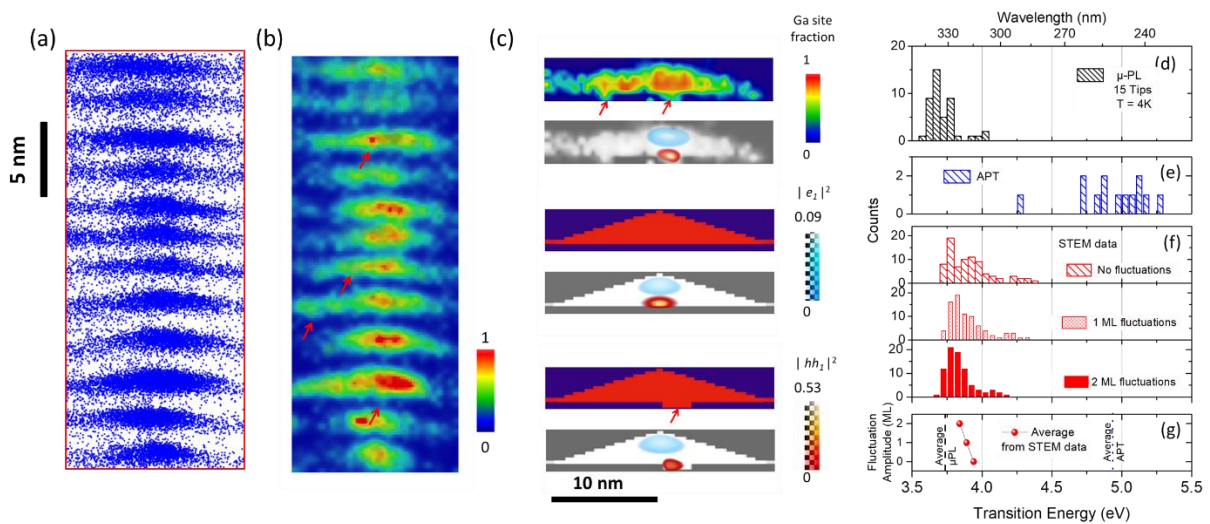 (a)
5 nm
(b)
1
0
(c)
Ga site
fraction
1
0
| e1 |²
0.09
0
| hh1 |²
0.53
0
10 nm
Wavelength (nm)
330 300 270 240
(d)
20
10
0
μ-PL
15 Tips
T = 4K
(e)
2
0
APT
Counts
(f)
STEM data
20
10
0
No fluctuations
20
10
0
1 ML fluctuations
20
10
0
2 ML fluctuations
(g)
Fluctuation
Amplitude (ML)
2
1
0
Average
μPL
Average
from STEM data
Average
APT
3.5 4.0 4.5 5.0 5.5
Transition Energy (eV)